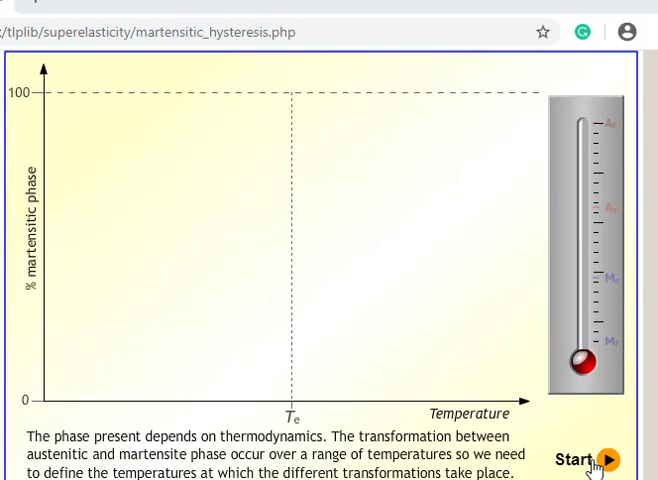 :/tlplib/superelasticity/martensitic_hysteresis.php
100
% martensitic phase
0
Te
Temperature
Af
As
Ms
Mf
The phase present depends on thermodynamics. The transformation between
austenitic and martensite phase occur over a range of temperatures so we need
to define the temperatures at which the different transformations take place.
Start